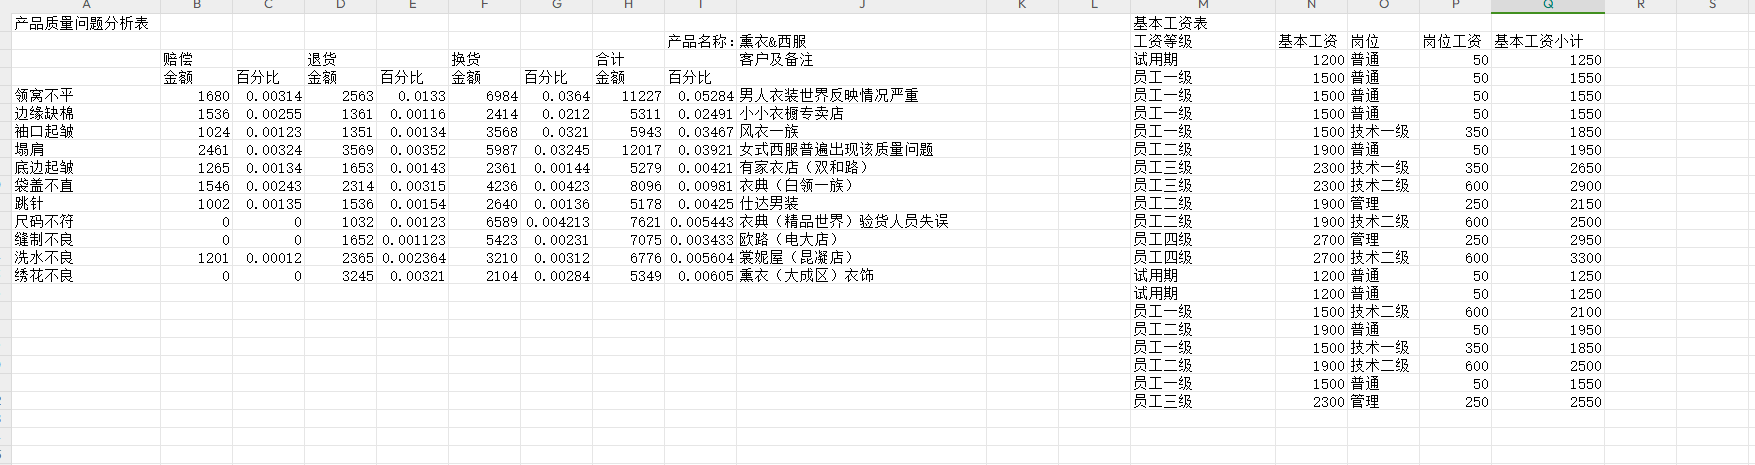 A B C D E F G H I J K L M N O P Q R S
产品质量问题分析表 基本工资表
产品名称：薰衣&西服 工资等级 基本工资 岗位 岗位工资 基本工资小计
赔偿 退货 换货 合计 客户及备注 试用期 1200 普通 50 1250
金额 百分比 金额 百分比 金额 百分比 金额 百分比 员工一级 1500 普通 50 1550
领窝不平 1680 0.00314 2563 0.0133 6984 0.0364 11227 0.05284 男人衣装世界反映情况严重 员工一级 1500 普通 50 1550
边缘缺棉 1536 0.00255 1361 0.00116 2414 0.0212 5311 0.02491 小小衣橱专卖店 员工一级 1500 普通 50 1550
袖口起皱 1024 0.00123 1351 0.00134 3568 0.0321 5943 0.03467 风衣一族 员工一级 1500 技术一级 350 1850
塌肩 2461 0.00324 3569 0.00352 5987 0.03245 12017 0.03921 女式西服普遍出现该质量问题 员工二级 1900 普通 50 1950
底边起皱 1265 0.00134 1653 0.00143 2361 0.00144 5279 0.00421 有家衣店（双和路） 员工三级 2300 技术一级 350 2650
袋盖不直 1546 0.00243 2314 0.00315 4236 0.00423 8096 0.00981 衣典（白领一族） 员工三级 2300 技术二级 600 2900
跳针 1002 0.00135 1536 0.00154 2640 0.00136 5178 0.00425 仕达男装 员工二级 1900 管理 250 2150
尺码不符 0 0 1032 0.00123 6589 0.004213 7621 0.005443 衣典（精品世界）验货人员失误 员工二级 1900 技术二级 600 2500
缝制不良 0 0 1652 0.001123 5423 0.00231 7075 0.003433 欧路（电大店） 员工四级 2700 管理 250 2950
洗水不良 1201 0.00012 2365 0.002364 3210 0.00312 6776 0.005604 裳妮屋（昆凝店） 员工四级 2700 技术二级 600 3300
绣花不良 0 0 3245 0.00321 2104 0.00284 5349 0.00605 薰衣（大成区）衣饰 试用期 1200 普通 50 1250
试用期 1200 普通 50 1250
员工一级 1500 技术二级 600 2100
员工二级 1900 普通 50 1950
员工一级 1500 技术一级 350 1850
员工二级 1900 技术二级 600 2500
员工一级 1500 普通 50 1550
员工三级 2300 管理 250 2550